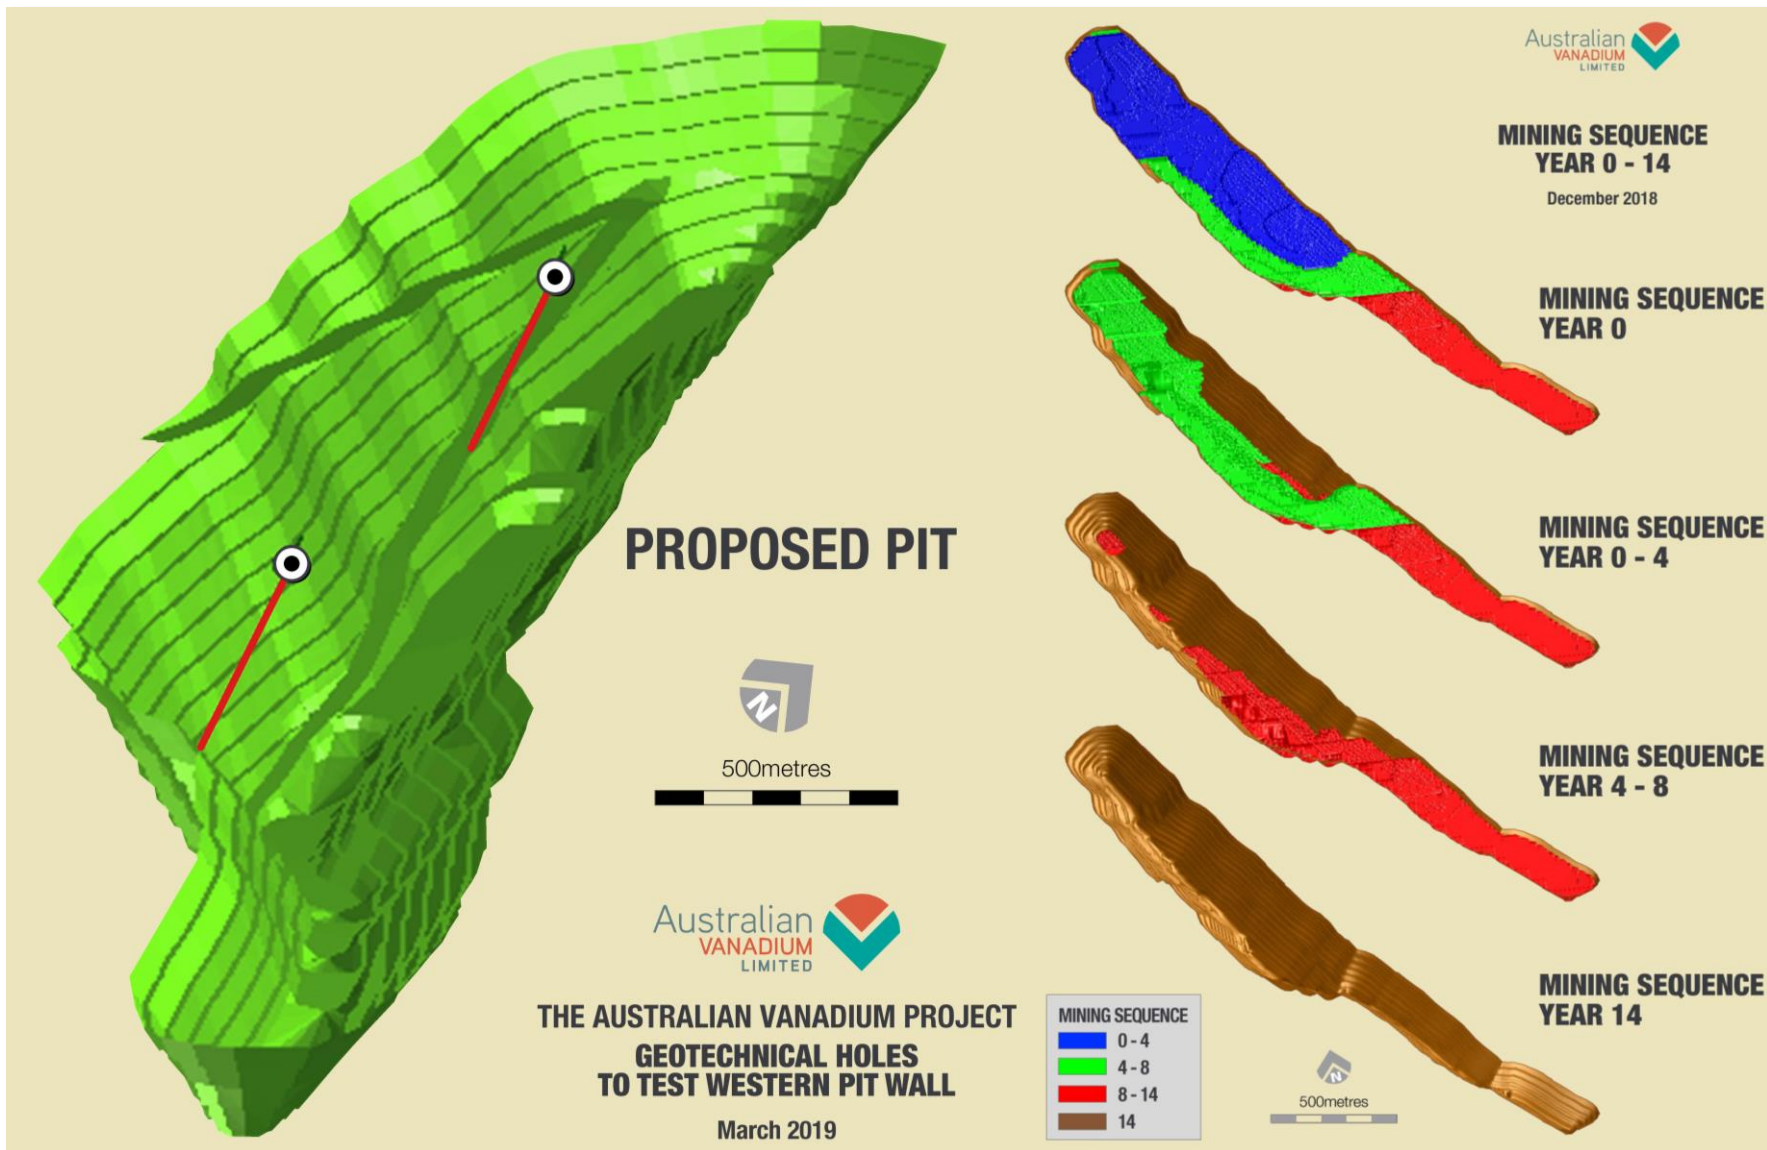 PROPOSED PIT
N
500metres
Australian
VANADIUM
LIMITED
THE AUSTRALIAN VANADIUM PROJECT
GEOTECHNICAL HOLES
TO TEST WESTERN PIT WALL
March 2019
Australian
VANADIUM
LIMITED
MINING SEQUENCE
YEAR 0 - 14
December 2018
MINING SEQUENCE
YEAR 0
MINING SEQUENCE
YEAR 0 - 4
MINING SEQUENCE
YEAR 4 - 8
MINING SEQUENCE
YEAR 14
MINING SEQUENCE
0 - 4
4 - 8
8 - 14
14
N
500metres